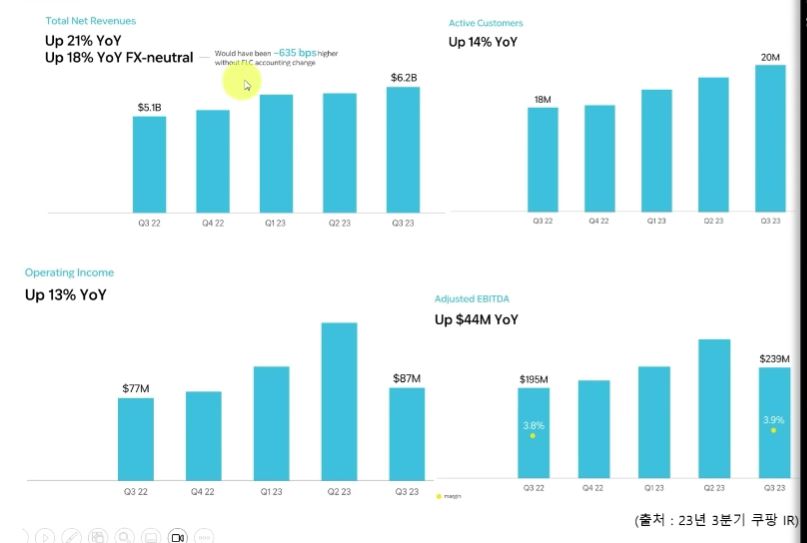 Total Net Revenues
Up 21% YoY
Up 18% YoY FX-neutral
Would have been ~635 bps higher
without FLC accounting change
$5.1B
$6.2B
Q3 22
Q4 22
Q1 23
Q2 23
Q3 23
Active Customers
Up 14% YoY
18M
20M
Q3 22
Q4 22
Q1 23
Q2 23
Q3 23
Operating Income
Up 13% YoY
$77M
$87M
Q3 22
Q4 22
Q1 23
Q2 23
Q3 23
Adjusted EBITDA
Up $44M YoY
$195M
$239M
3.8%
3.9%
Q3 22
Q4 22
Q1 23
Q2 23
Q3 23
margin
(출처 : 23년 3분기 쿠팡 IR)